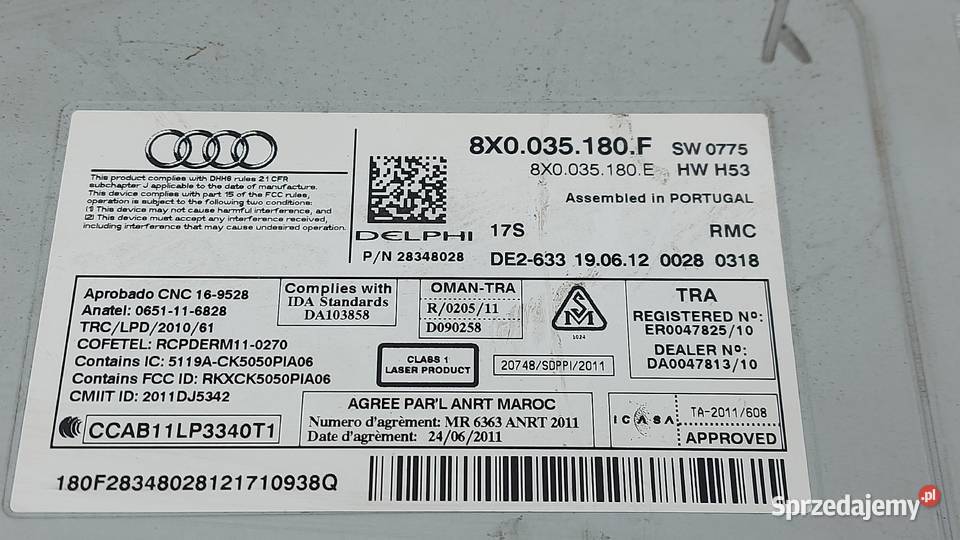 K
This product complies with DHHS rules 21 CFR
subchapter J applicable to the date of manufacture.
This device complies with part 15 of the FCC rules,
operation is subject to the following two conditions:
(1) This device may not cause harmful interference, and
(2) This device must accept any interference received,
including interference that may cause undesired operation.
DELPHI
P/N 28348028
8X0.035.180.F SW 0775
8X0.035.180.E HW H53
Assembled in PORTUGAL
17S RMC
DE2-633 19.06.12 0028 0318
Aprobado CNC 16-9528
Anatel: 0651-11-6828
TRC/LPD/2010/61
COFETEL: RCPDERM11-0270
Contains IC: 5119A-CK5050PIA06
Contains FCC ID: RKXCK5050PIA06
CMIIT ID: 2011DJ5342
CCAB11LP3340T1
Complies with
IDA Standards
DA103858
OMAN-TRA
R/0205/11
D090258
CLASS 1
LASER PRODUCT
SM
1024
20748/SDPPI/2011
TRA
REGISTERED Nº:
ER0047825/10
DEALER Nº:
DA0047813/10
AGREE PAR'L ANRT MAROC
Numero d'agrément: MR 6363 ANRT 2011
Date d'agrément: 24/06/2011
ICASA
TA-2011/608
APPROVED
180F28348028121710938Q
Sprzedajemy.pl